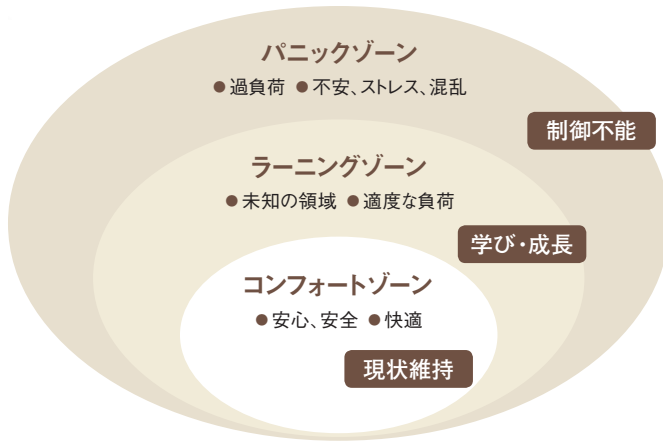 パニックゾーン
●過負荷 ●不安、ストレス、混乱
制御不能
ラーニングゾーン
●未知の領域 ●適度な負荷
学び・成長
コンフォートゾーン
●安心、安全 ●快適
現状維持